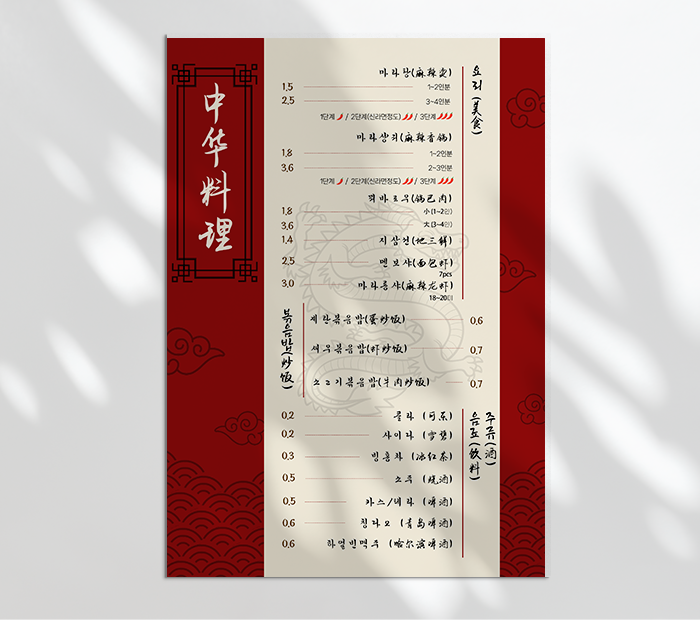 中华料理
요리 (美食)
마라탕(麻辣烫)
1,5 1~2인분
2,5 3~4인분
1단계 / 2단계(신라면정도) / 3단계
마라샹궈(麻辣香锅)
1,8 1~2인분
3,6 2~3인분
1단계 / 2단계(신라면정도) / 3단계
꿔바로우(锅包肉)
1,8 小 (1~2인)
3,6 大 (3~4인)
1,4 지삼선(地三鲜)
2,5 멘보샤(面包虾)
7pcs
3,0 마라롱샤(麻辣龙虾)
18~20마리
볶음밥(炒饭)
계란볶음밥(蛋炒饭) 0,6
새우볶음밥(虾炒饭) 0,7
소고기볶음밥(牛肉炒饭) 0,7
주류 (酒)
음료 (饮料)
0,2 콜라 (可乐)
0,2 사이다 (雪碧)
0,3 빙홍차 (冰红茶)
0,5 소주 (烧酒)
0,5 카스/테라 (啤酒)
0,6 칭따오 (青岛啤酒)
0,6 하얼빈맥주 (哈尔滨啤酒)